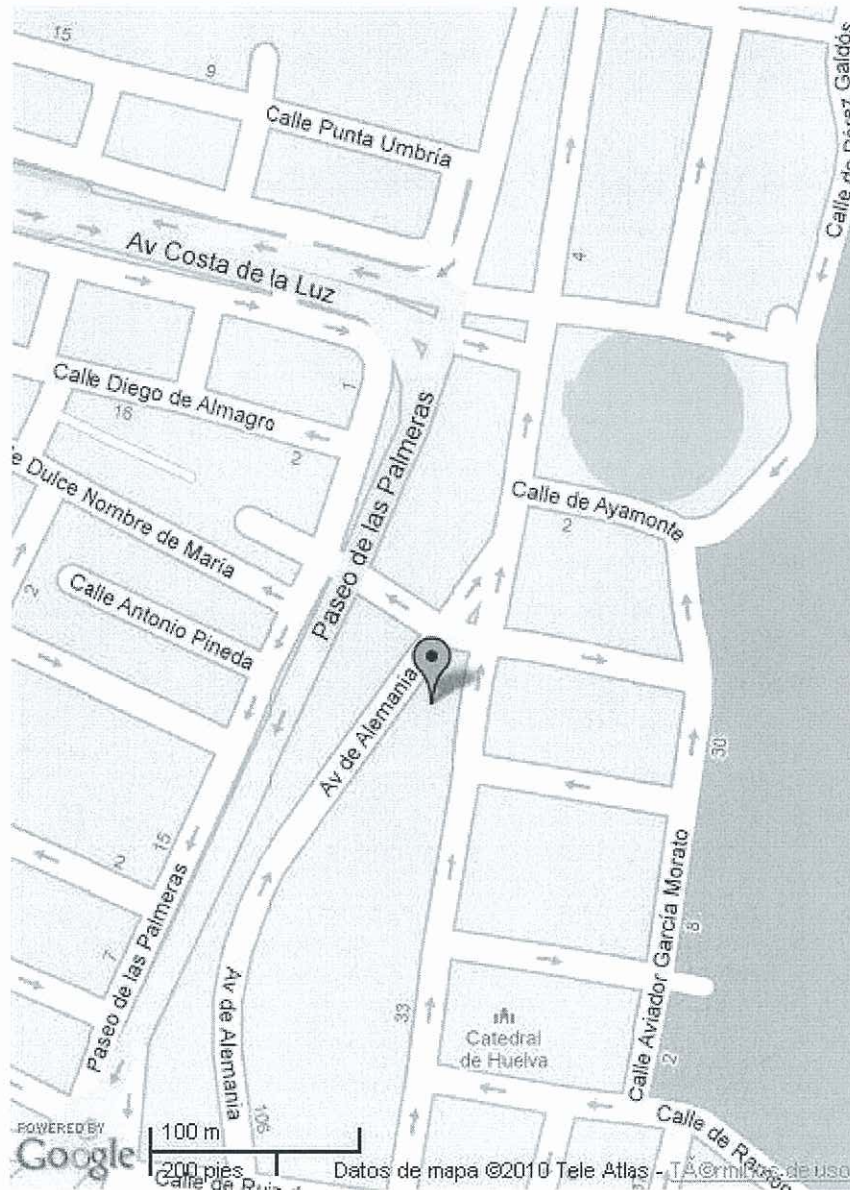 15
9
Calle Punta Umbría
Calle de Pérez Galdós
Av Costa de la Luz
4
Calle Diego de Almagro
1
16
2
Paseo de las Palmeras
Dulce Nombre de María
Calle de Ayamonte
2
Calle Antonio Pineda
2
Av de Alemania
30
15
2
Calle Aviador García Morato
8
7
Paseo de las Palmeras
Av de Alemania
33
Catedral
de Huelva
2
106
Calle de
POWERED BY
Google
100 m
200 pies
Calle de
Datos de mapa ©2010 Tele Atlas - de uso